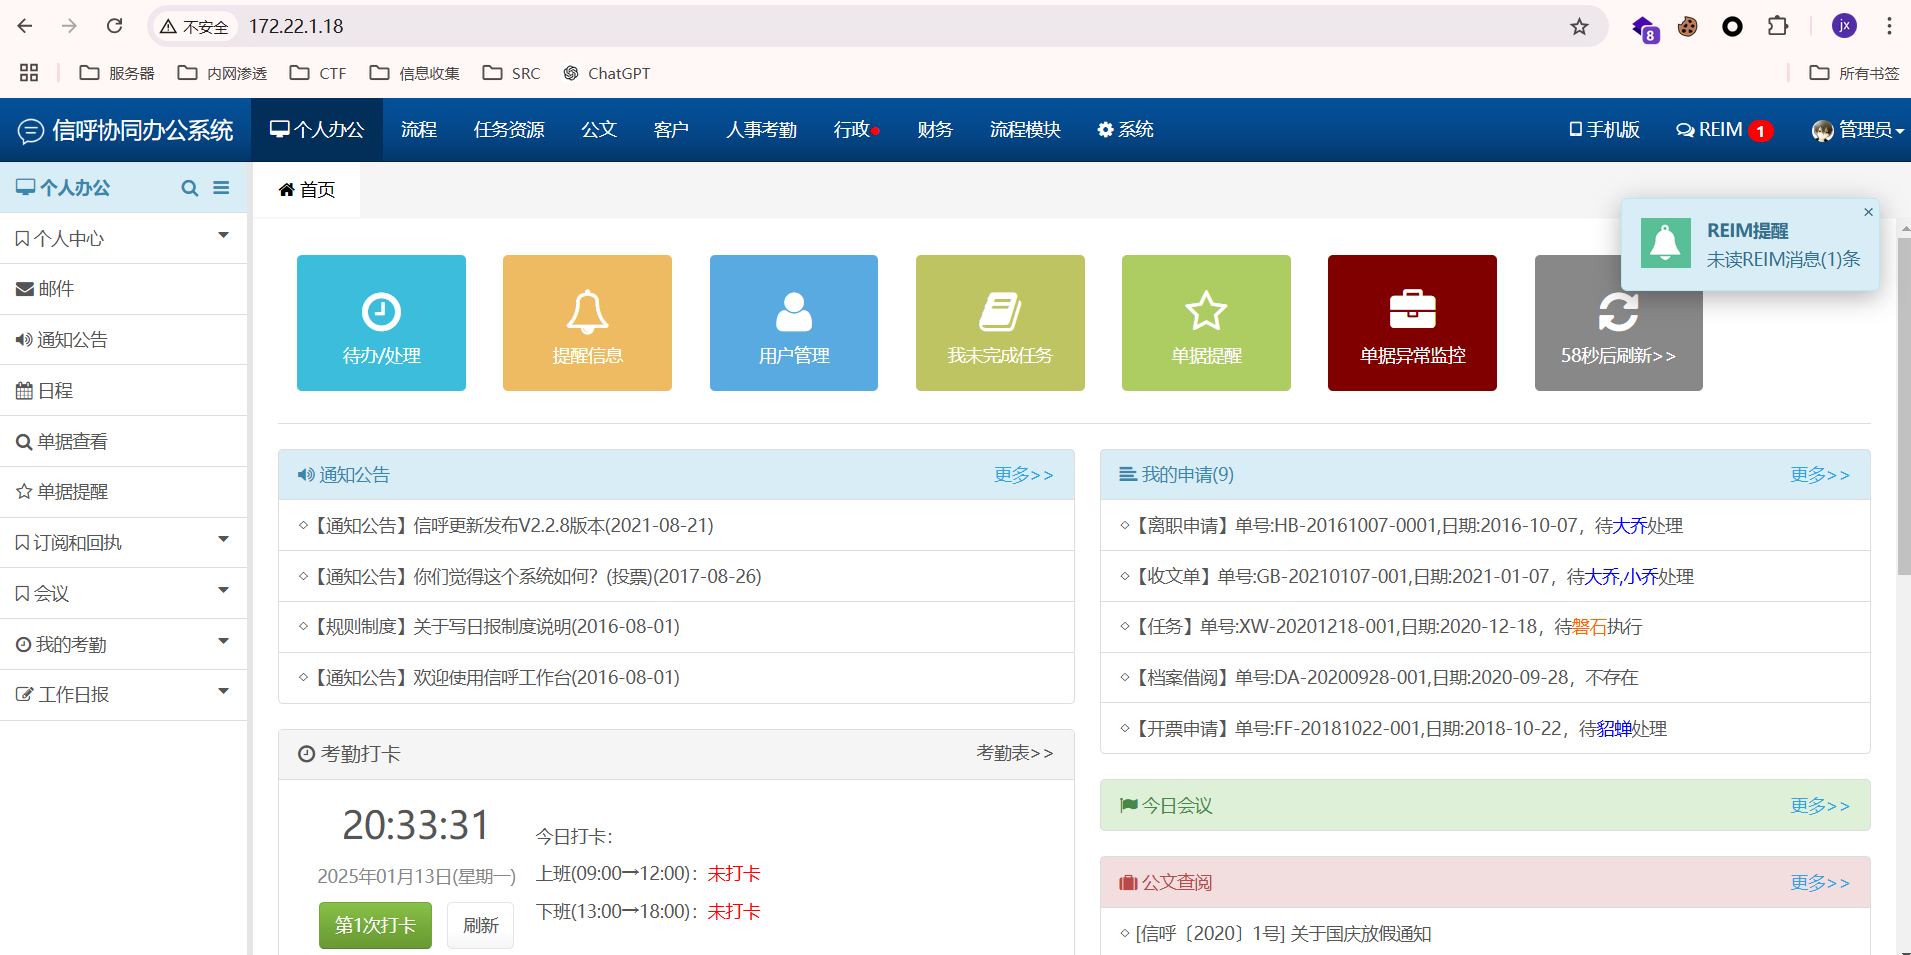 不安全 172.22.1.18
8
jx
服务器 内网渗透 CTF 信息收集 SRC ChatGPT 所有书签
信呼协同办公系统 个人办公 流程 任务资源 公文 客户 人事考勤 行政 财务 流程模块 系统 手机版 REIM 1 管理员
个人办公
个人中心
邮件
通知公告
日程
单据查看
单据提醒
订阅和回执
会议
我的考勤
工作日报
首页
REIM提醒
未读REIM消息(1)条
×
待办/处理 提醒信息 用户管理 我未完成任务 单据提醒 单据异常监控 58秒后刷新>>
通知公告 更多>>
◇【通知公告】信呼更新发布V2.2.8版本(2021-08-21)
◇【通知公告】你们觉得这个系统如何？(投票)(2017-08-26)
◇【规则制度】关于写日报制度说明(2016-08-01)
◇【通知公告】欢迎使用信呼工作台(2016-08-01)
考勤打卡 考勤表>>
20:33:31
2025年01月13日(星期一)
第1次打卡 刷新
今日打卡：
上班(09:00→12:00)：未打卡
下班(13:00→18:00)：未打卡
我的申请(9) 更多>>
◇【离职申请】单号:HB-20161007-0001,日期:2016-10-07，待大乔处理
◇【收文单】单号:GB-20210107-001,日期:2021-01-07，待大乔,小乔处理
◇【任务】单号:XW-20201218-001,日期:2020-12-18，待磐石执行
◇【档案借阅】单号:DA-20200928-001,日期:2020-09-28，不存在
◇【开票申请】单号:FF-20181022-001,日期:2018-10-22，待貂蝉处理
今日会议 更多>>
公文查阅 更多>>
◇ [信呼〔2020〕1号] 关于国庆放假通知